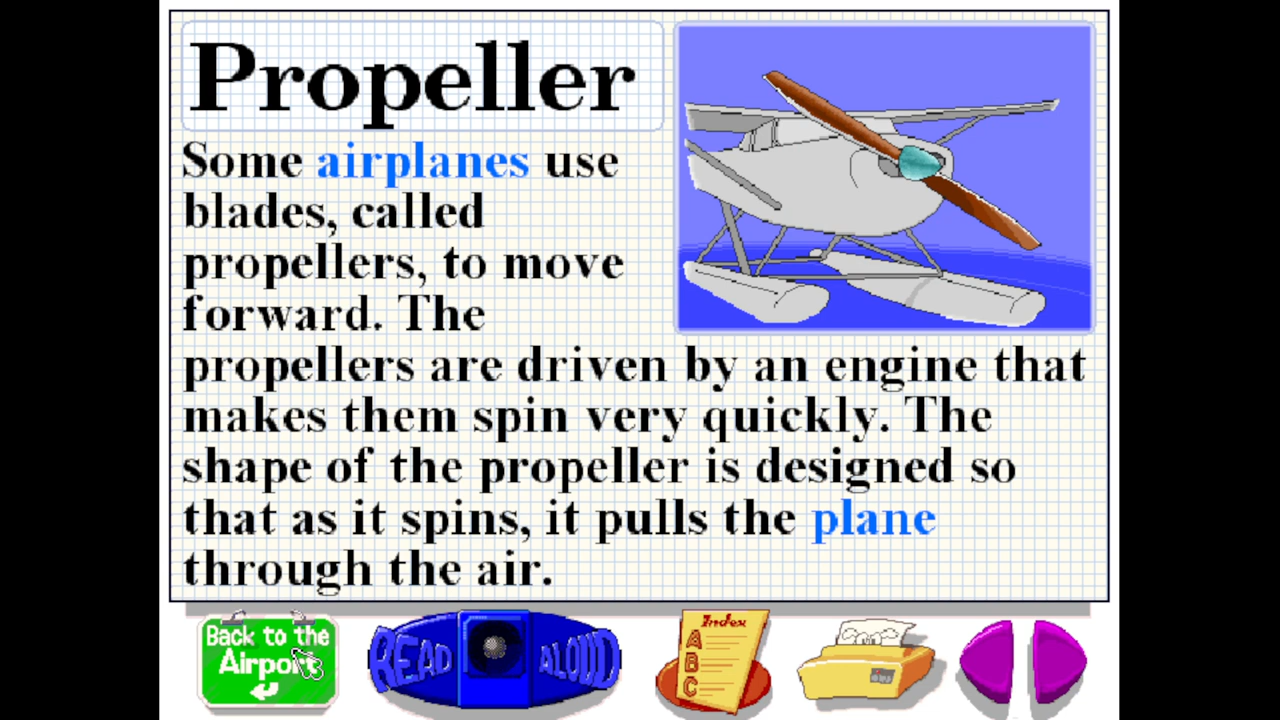 Propeller
Some airplanes use
blades, called
propellers, to move
forward. The
propellers are driven by an engine that
makes them spin very quickly. The
shape of the propeller is designed so
that as it spins, it pulls the plane
through the air.
Back to the
Airport
READ ALOUD
Index
A
B
C